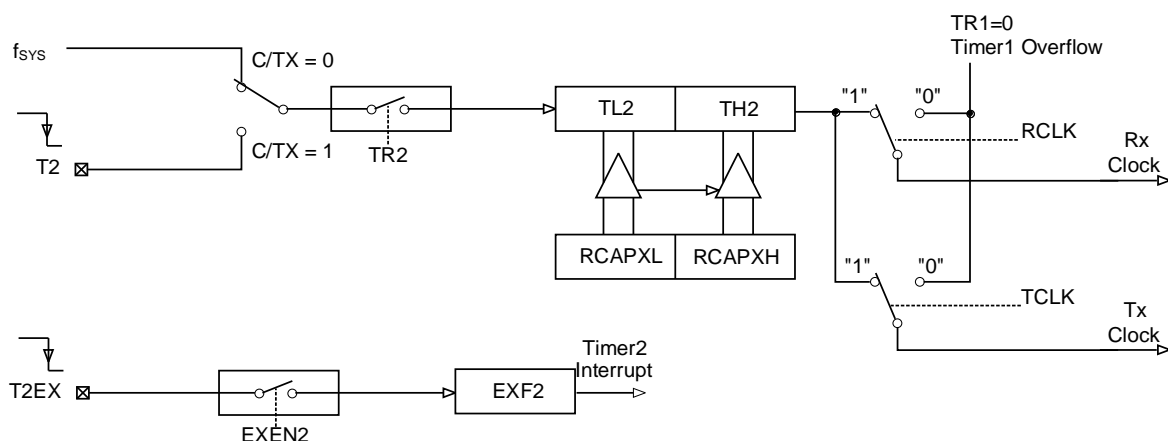 TR1=0
Timer1 Overflow
fSYS
C/TX = 0
"1"
"0"
TL2
TH2
RCLK
Rx
Clock
T2
C/TX = 1
TR2
RCAPXL
RCAPXH
"1"
"0"
TCLK
Tx
Clock
Timer2
Interrupt
T2EX
EXF2
EXEN2